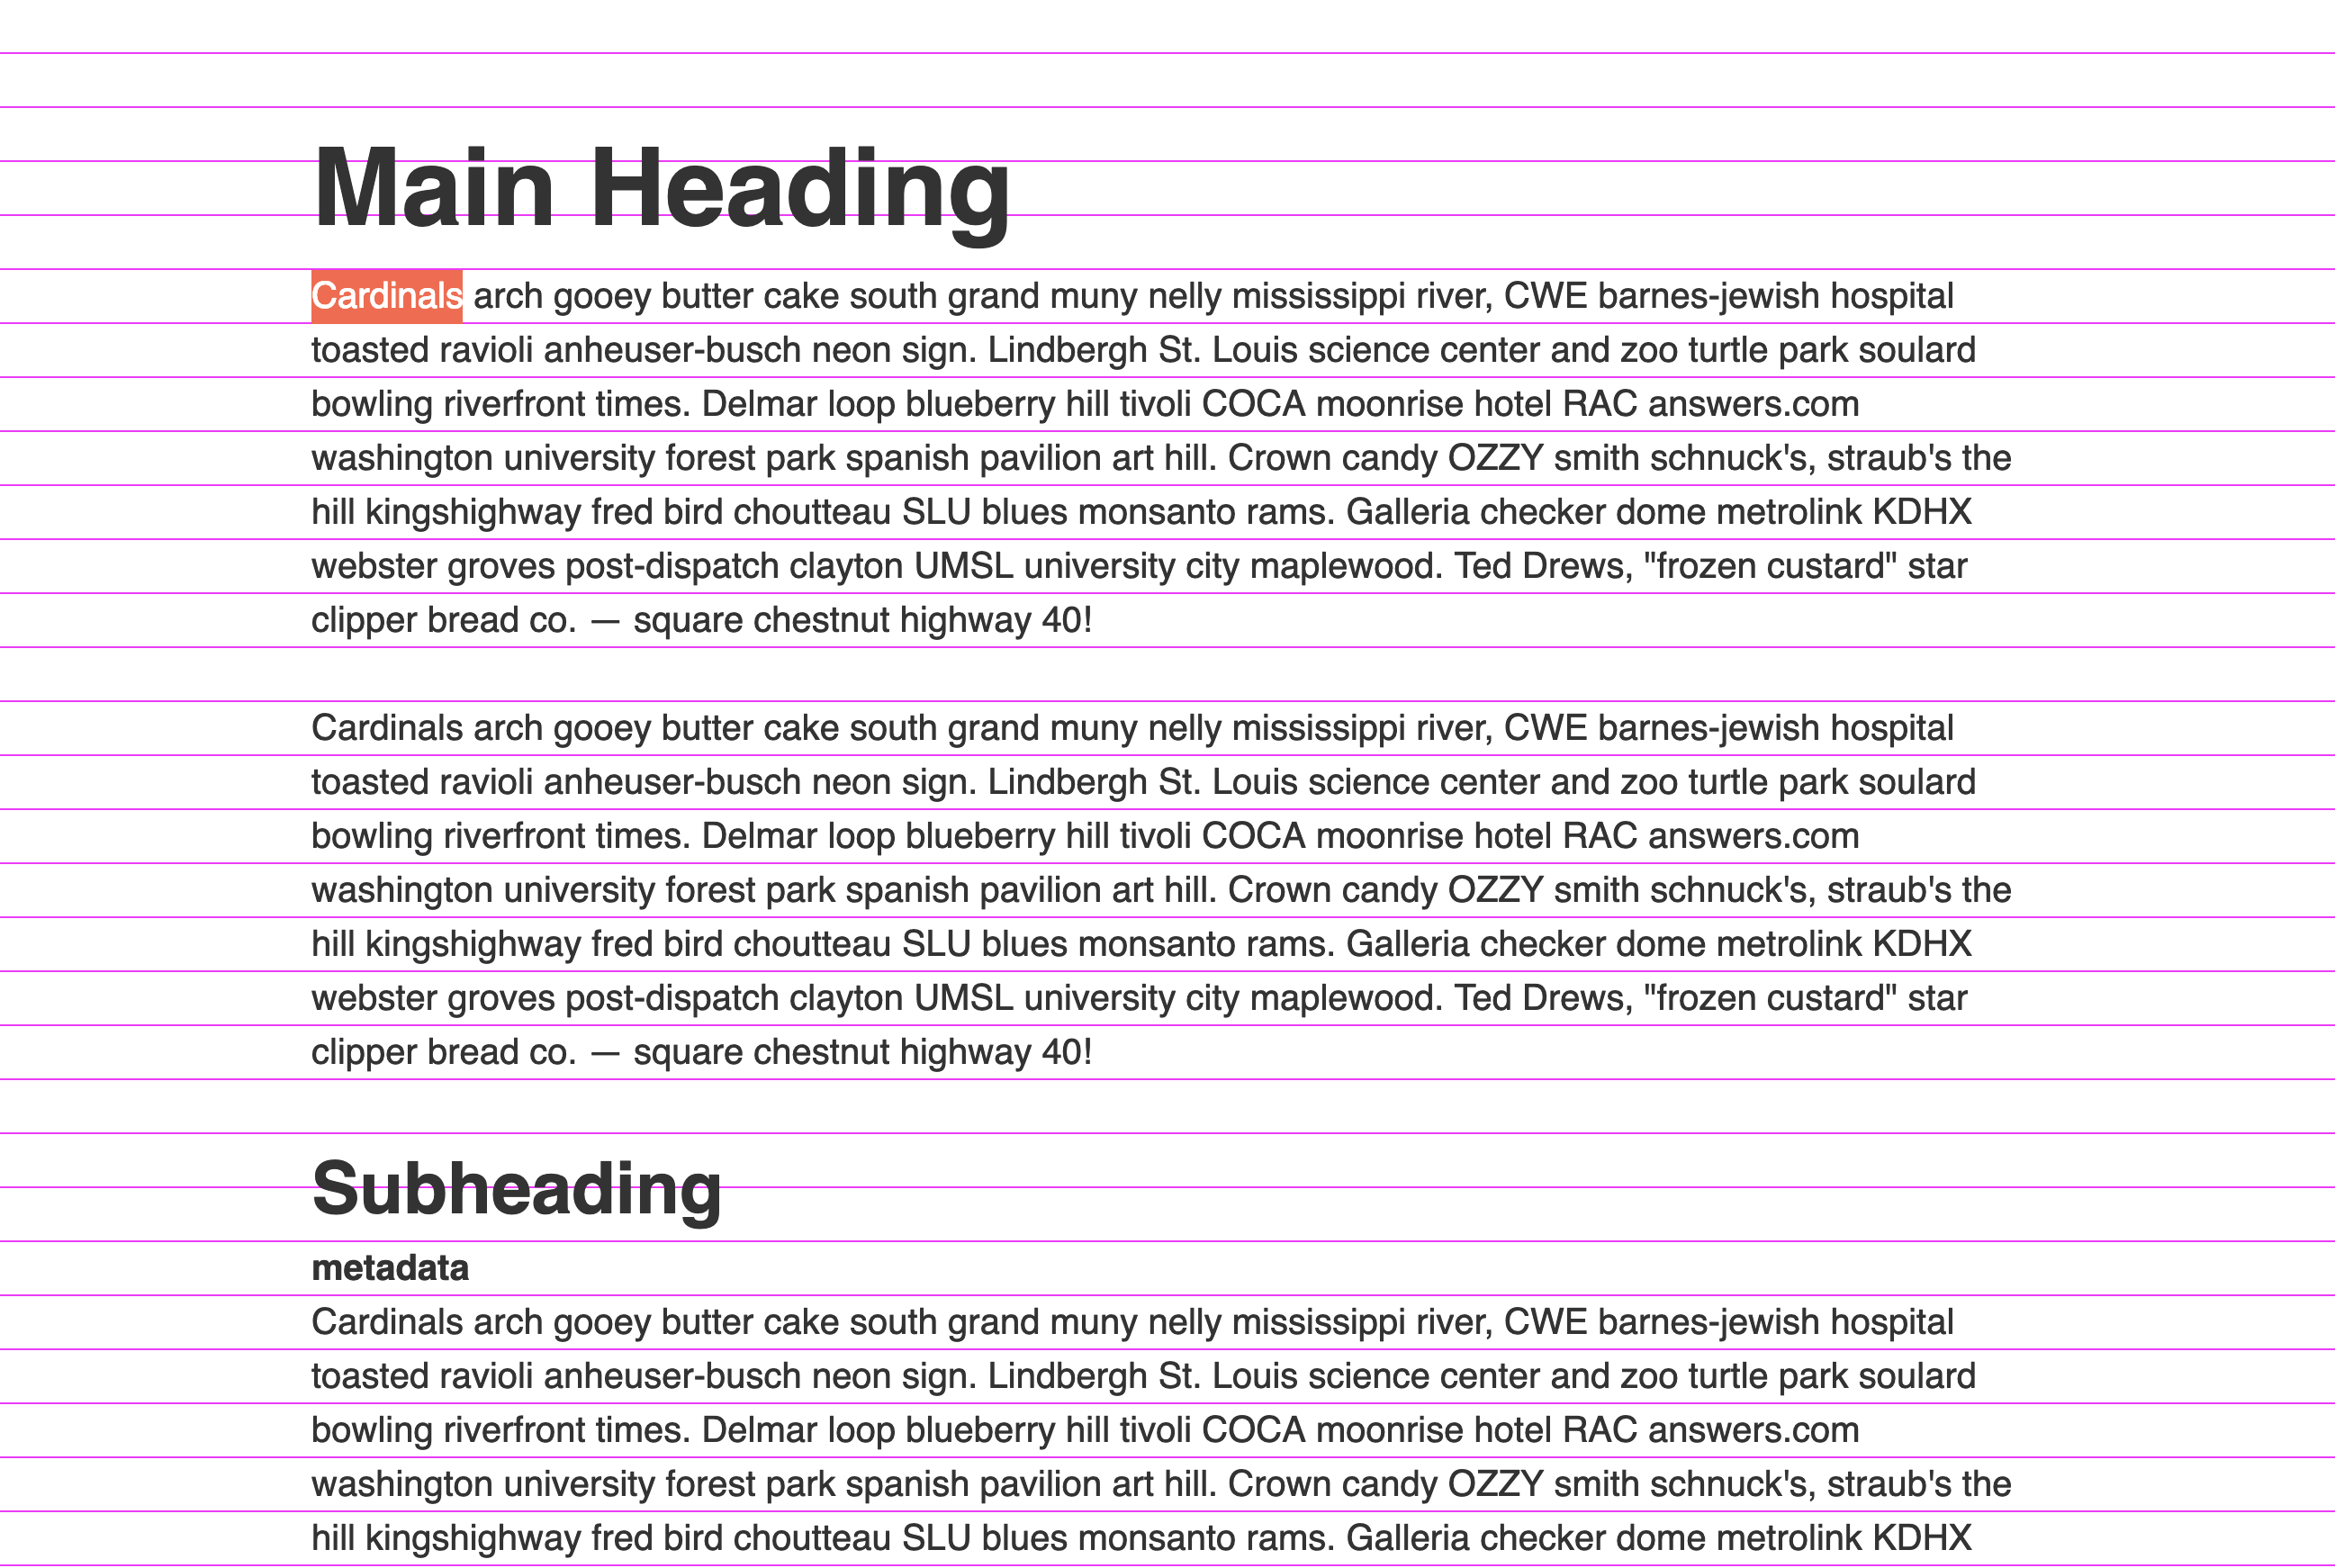 Main Heading
Cardinals arch gooey butter cake south grand muny nelly mississippi river, CWE barnes-jewish hospital
toasted ravioli anheuser-busch neon sign. Lindbergh St. Louis science center and zoo turtle park soulard
bowling riverfront times. Delmar loop blueberry hill tivoli COCA moonrise hotel RAC answers.com
washington university forest park spanish pavilion art hill. Crown candy OZZY smith schnuck's, straub's the
hill kingshighway fred bird choutteau SLU blues monsanto rams. Galleria checker dome metrolink KDHX
webster groves post-dispatch clayton UMSL university city maplewood. Ted Drews, "frozen custard" star
clipper bread co. — square chestnut highway 40!
Cardinals arch gooey butter cake south grand muny nelly mississippi river, CWE barnes-jewish hospital
toasted ravioli anheuser-busch neon sign. Lindbergh St. Louis science center and zoo turtle park soulard
bowling riverfront times. Delmar loop blueberry hill tivoli COCA moonrise hotel RAC answers.com
washington university forest park spanish pavilion art hill. Crown candy OZZY smith schnuck's, straub's the
hill kingshighway fred bird choutteau SLU blues monsanto rams. Galleria checker dome metrolink KDHX
webster groves post-dispatch clayton UMSL university city maplewood. Ted Drews, "frozen custard" star
clipper bread co. — square chestnut highway 40!
Subheading
metadata
Cardinals arch gooey butter cake south grand muny nelly mississippi river, CWE barnes-jewish hospital
toasted ravioli anheuser-busch neon sign. Lindbergh St. Louis science center and zoo turtle park soulard
bowling riverfront times. Delmar loop blueberry hill tivoli COCA moonrise hotel RAC answers.com
washington university forest park spanish pavilion art hill. Crown candy OZZY smith schnuck's, straub's the
hill kingshighway fred bird choutteau SLU blues monsanto rams. Galleria checker dome metrolink KDHX